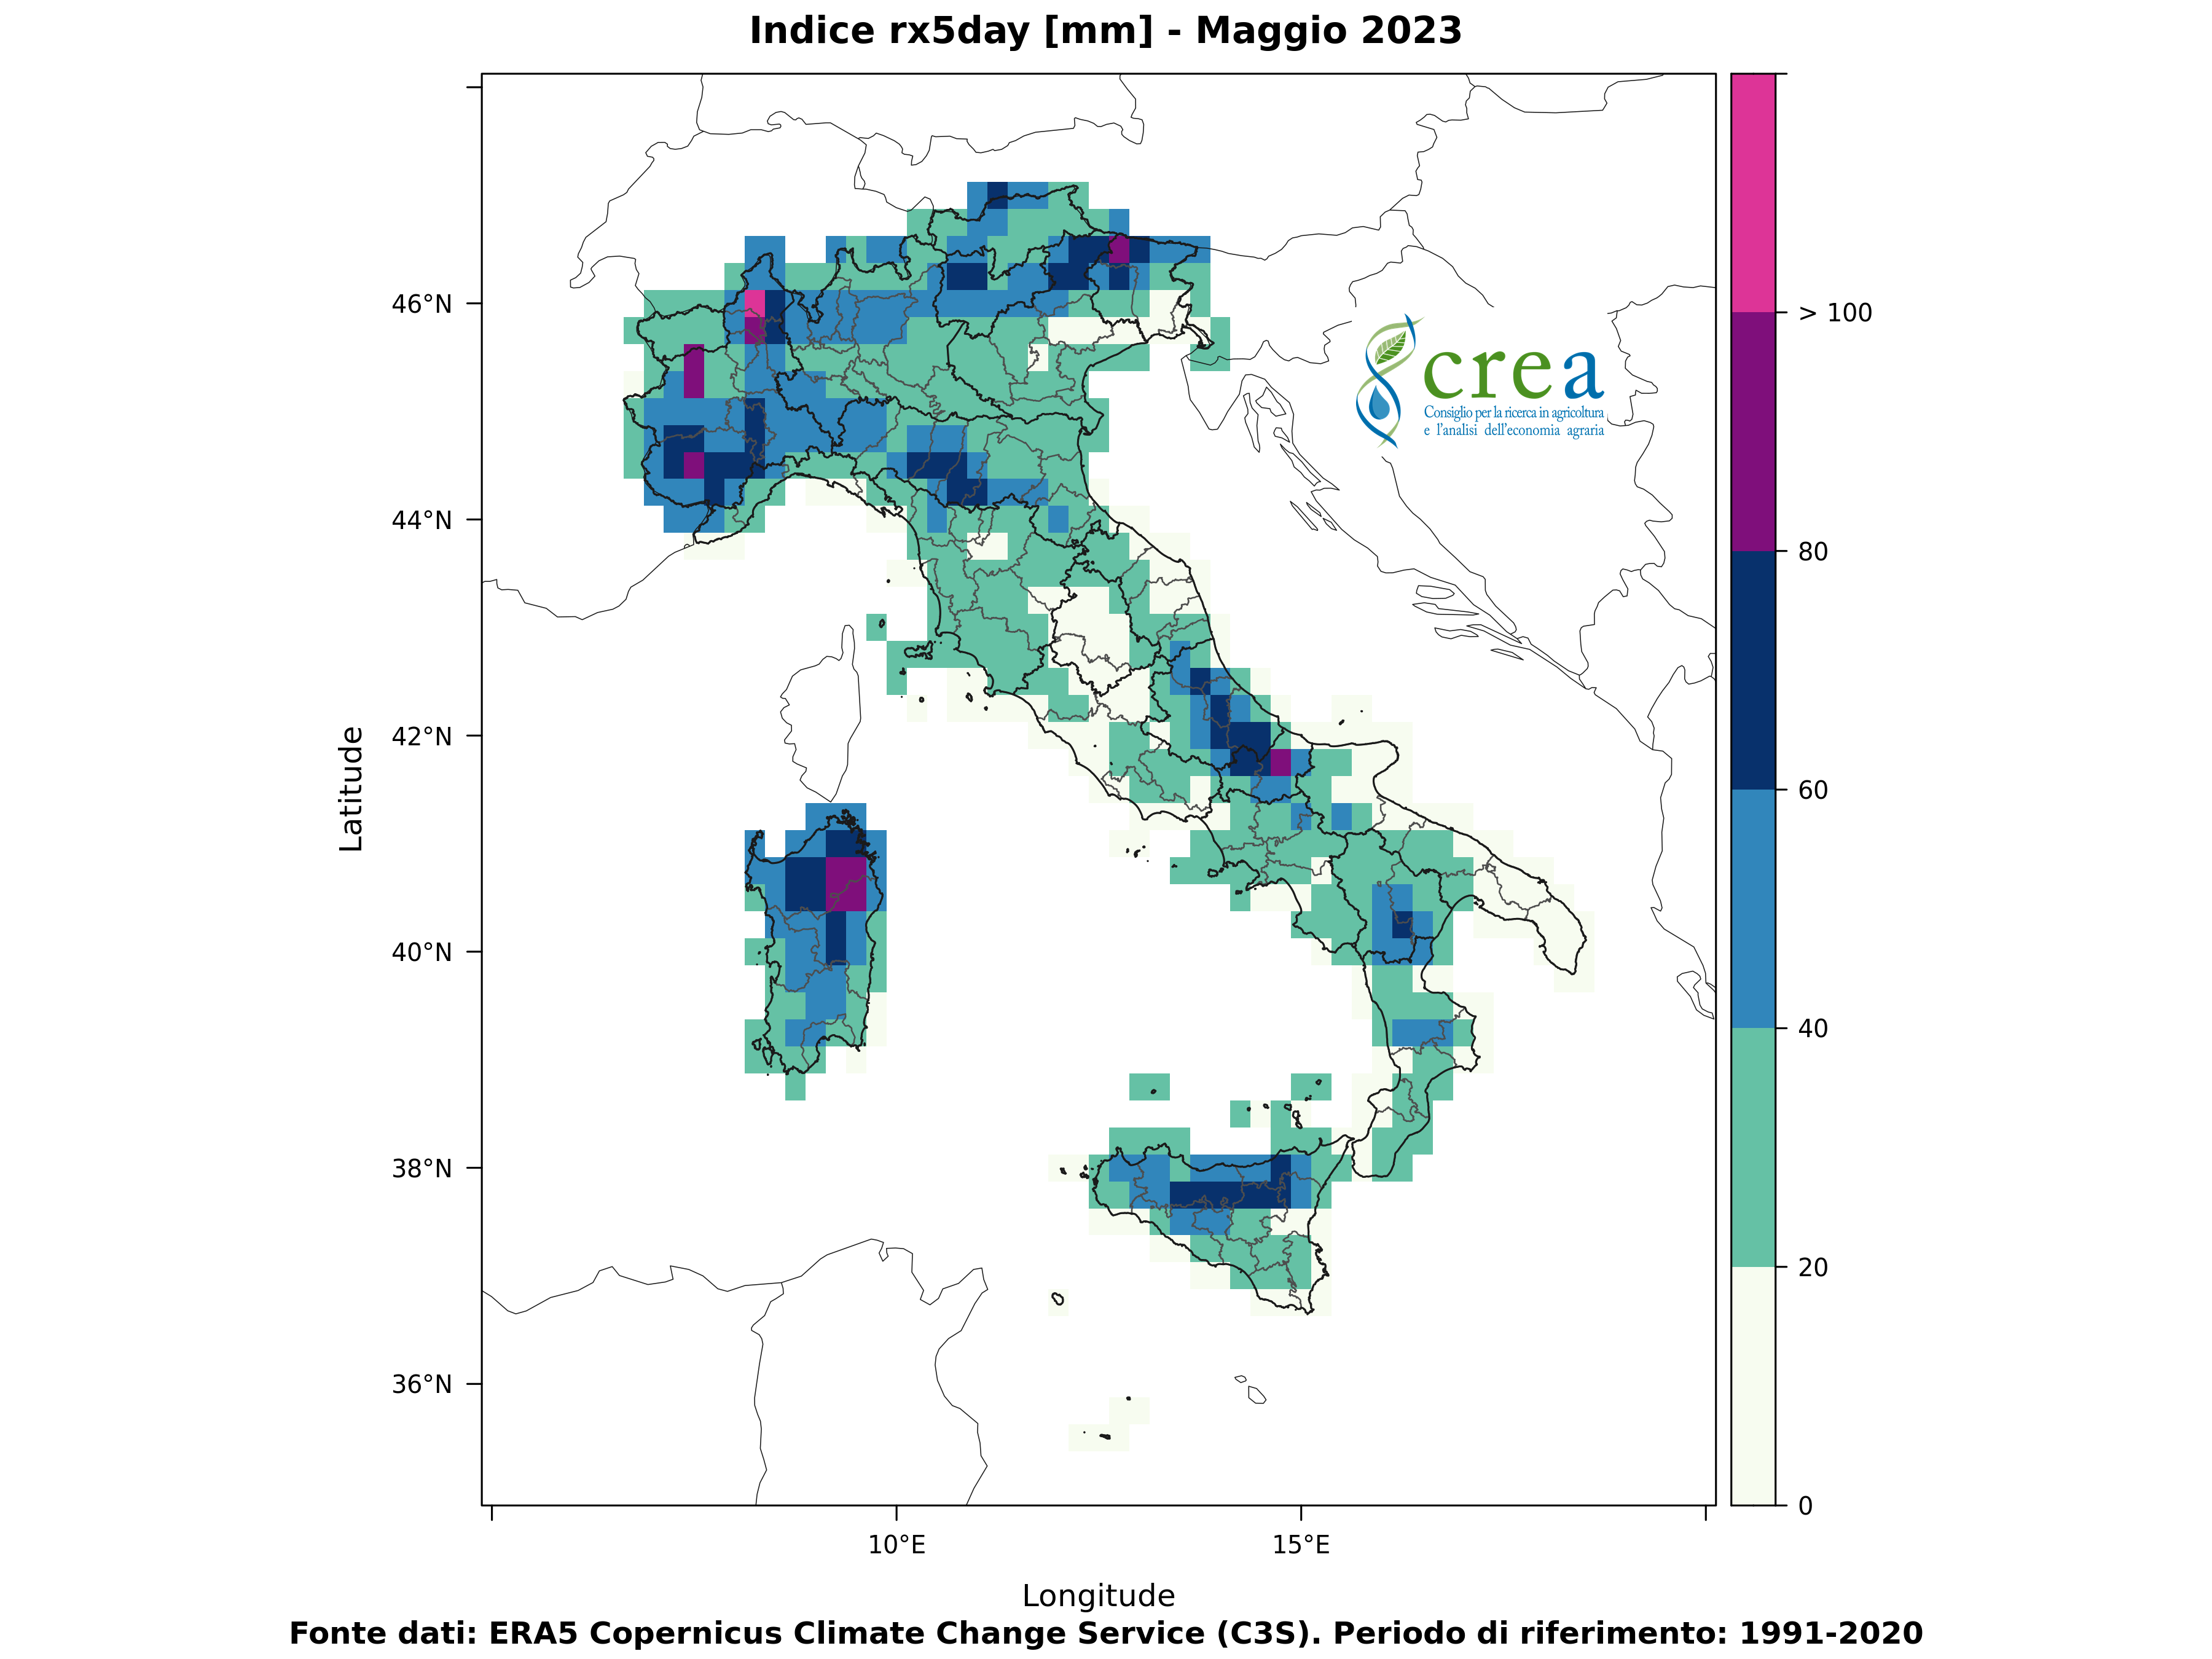 Indice rx5day [mm] - Maggio 2023
> 100
80
60
40
20
0
46°N
44°N
42°N
40°N
38°N
36°N
Latitude
crea
Consiglio per la ricerca in agricoltura
e l'analisi dell'economia agraria
10°E
15°E
Longitude
Fonte dati: ERA5 Copernicus Climate Change Service (C3S). Periodo di riferimento: 1991-2020